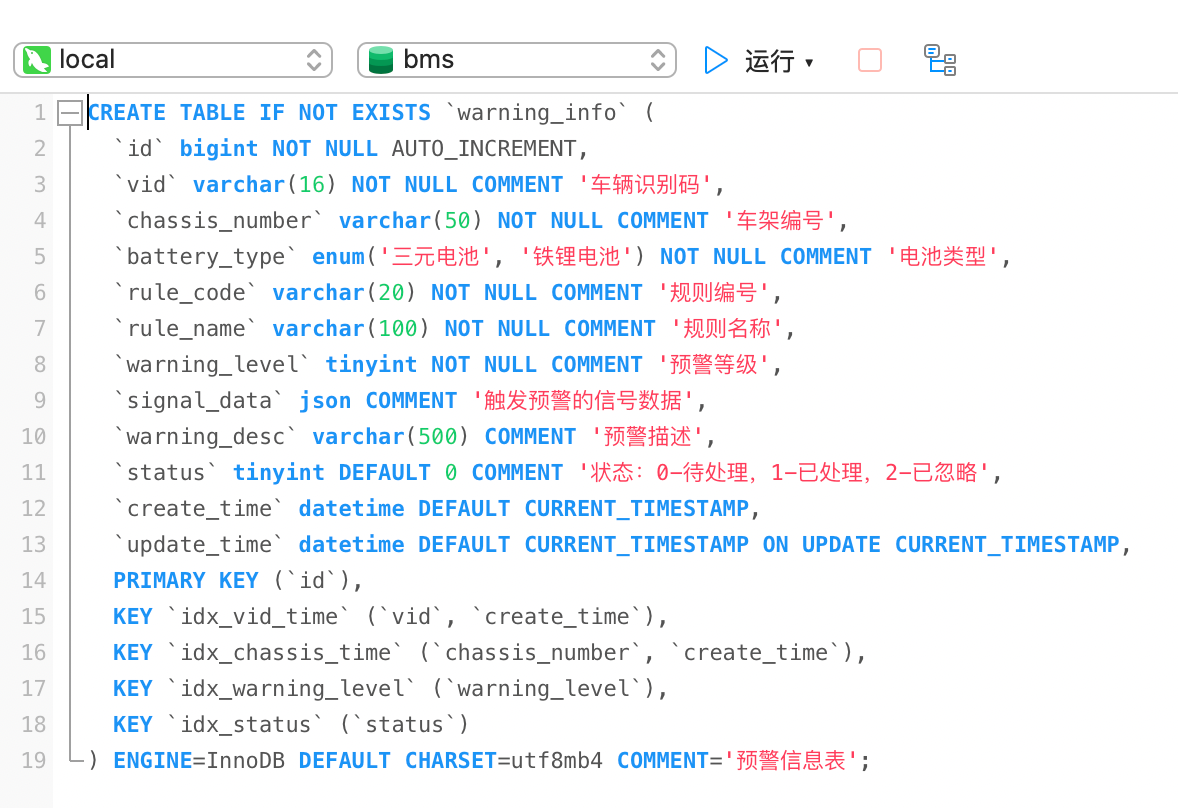 local bms 运行
1 CREATE TABLE IF NOT EXISTS `warning_info` (
2 `id` bigint NOT NULL AUTO_INCREMENT,
3 `vid` varchar(16) NOT NULL COMMENT '车辆识别码',
4 `chassis_number` varchar(50) NOT NULL COMMENT '车架编号',
5 `battery_type` enum('三元电池', '铁锂电池') NOT NULL COMMENT '电池类型',
6 `rule_code` varchar(20) NOT NULL COMMENT '规则编号',
7 `rule_name` varchar(100) NOT NULL COMMENT '规则名称',
8 `warning_level` tinyint NOT NULL COMMENT '预警等级',
9 `signal_data` json COMMENT '触发预警的信号数据',
10 `warning_desc` varchar(500) COMMENT '预警描述',
11 `status` tinyint DEFAULT 0 COMMENT '状态：0-待处理，1-已处理，2-已忽略',
12 `create_time` datetime DEFAULT CURRENT_TIMESTAMP,
13 `update_time` datetime DEFAULT CURRENT_TIMESTAMP ON UPDATE CURRENT_TIMESTAMP,
14 PRIMARY KEY (`id`),
15 KEY `idx_vid_time` (`vid`, `create_time`),
16 KEY `idx_chassis_time` (`chassis_number`, `create_time`),
17 KEY `idx_warning_level` (`warning_level`),
18 KEY `idx_status` (`status`)
19 ) ENGINE=InnoDB DEFAULT CHARSET=utf8mb4 COMMENT='预警信息表';